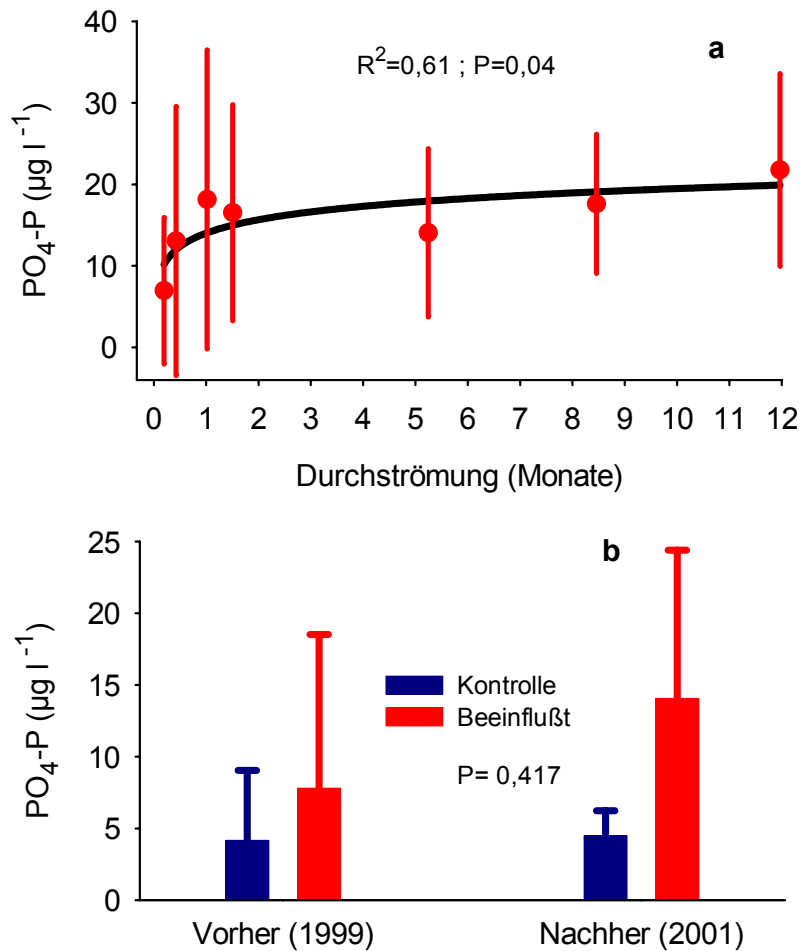 a
R²=0,61 ; P=0,04
40
30
20
10
0
PO₄-P (µg l⁻¹)
0 1 2 3 4 5 6 7 8 9 10 11 12
Durchströmung (Monate)
b
25
20
15
10
5
0
PO₄-P (µg l⁻¹)
Kontrolle
Beeinflußt
P= 0,417
Vorher (1999) Nachher (2001)